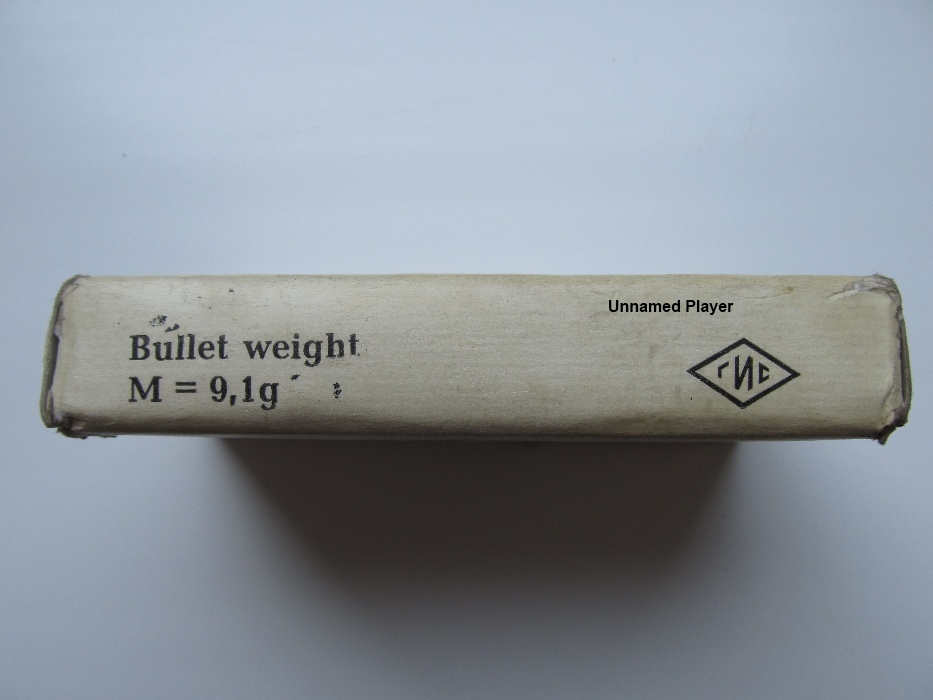 Unnamed Player
Bullet weight
M = 9,1g
ГИС